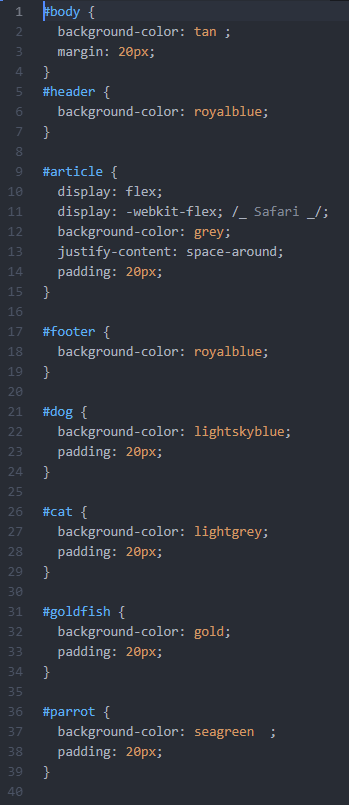 1 #body {
2   background-color: tan ;
3   margin: 20px;
4 }
5 #header {
6   background-color: royalblue;
7 }
8
9 #article {
10   display: flex;
11   display: -webkit-flex; /_ Safari _/;
12   background-color: grey;
13   justify-content: space-around;
14   padding: 20px;
15 }
16
17 #footer {
18   background-color: royalblue;
19 }
20
21 #dog {
22   background-color: lightskyblue;
23   padding: 20px;
24 }
25
26 #cat {
27   background-color: lightgrey;
28   padding: 20px;
29 }
30
31 #goldfish {
32   background-color: gold;
33   padding: 20px;
34 }
35
36 #parrot {
37   background-color: seagreen  ;
38   padding: 20px;
39 }
40